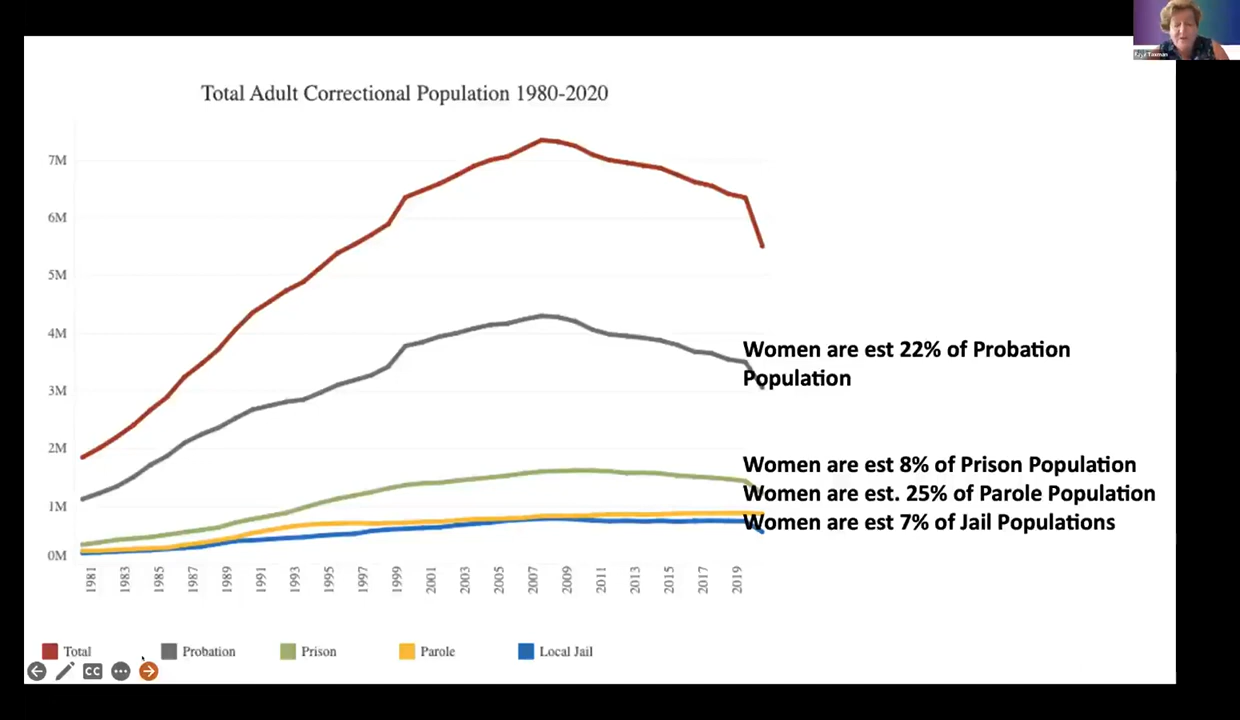 Faye Taxman
Total Adult Correctional Population 1980-2020
7M
6M
5M
4M
3M
2M
1M
0M
Women are est 22% of Probation
Population
Women are est 8% of Prison Population
Women are est. 25% of Parole Population
Women are est 7% of Jail Populations
1981
1983
1985
1987
1989
1991
1993
1995
1997
1999
2001
2003
2005
2007
2009
2011
2013
2015
2017
2019
Total
Probation
Prison
Parole
Local Jail
CC